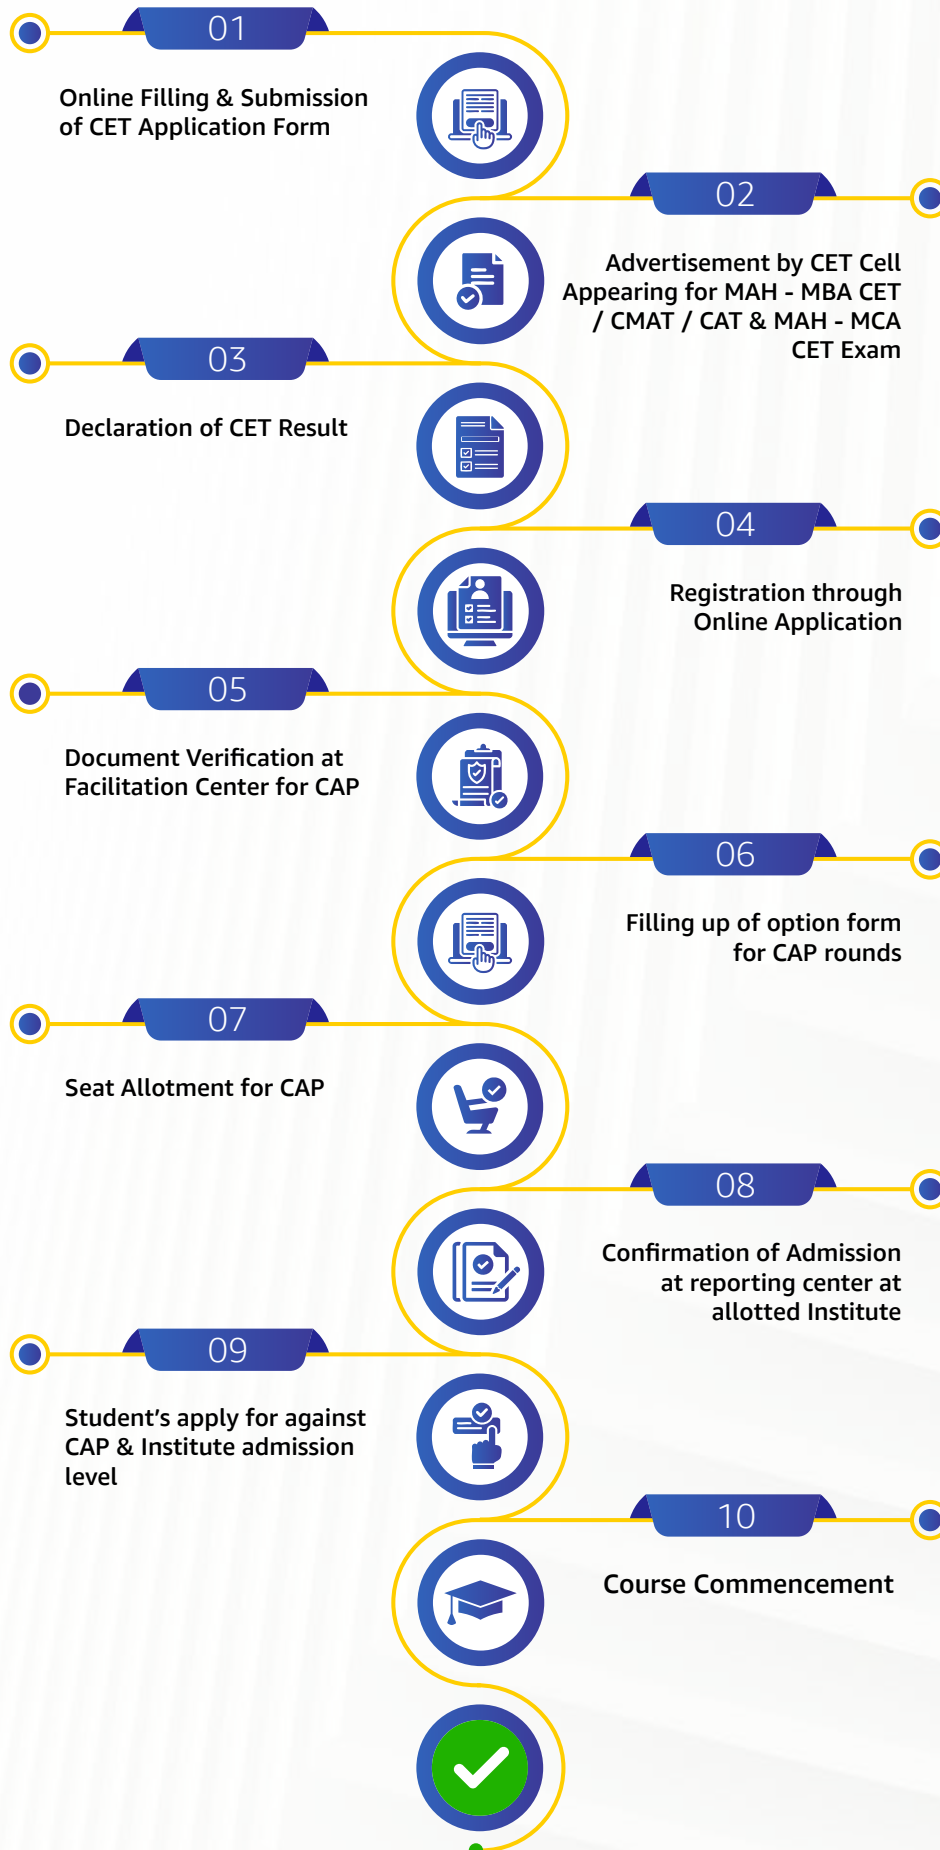 01
Online Filling & Submission
of CET Application Form
02
Advertisement by CET Cell
Appearing for MAH - MBA CET
/ CMAT / CAT & MAH - MCA
CET Exam
03
Declaration of CET Result
04
Registration through
Online Application
05
Document Verification at
Facilitation Center for CAP
06
Filling up of option form
for CAP rounds
07
Seat Allotment for CAP
08
Confirmation of Admission
at reporting center at
allotted Institute
09
Student's apply for against
CAP & Institute admission
level
10
Course Commencement